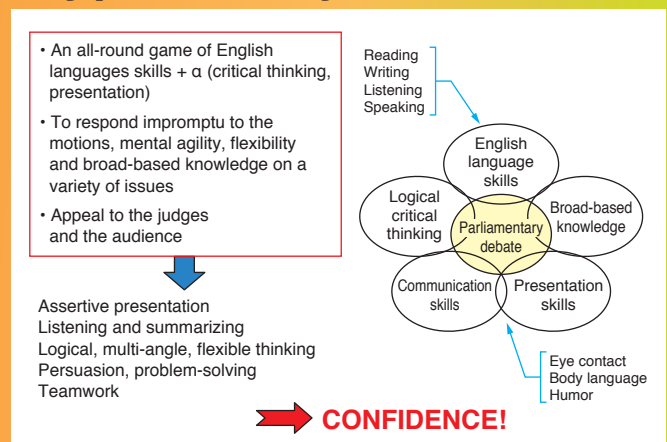 • An all-round game of English
languages skills + α (critical thinking,
presentation)
• To respond impromptu to the
motions, mental agility, flexibility
and broad-based knowledge on a
variety of issues
• Appeal to the judges
and the audience
Assertive presentation
Listening and summarizing
Logical, multi-angle, flexible thinking
Persuasion, problem-solving
Teamwork
CONFIDENCE!
Reading
Writing
Listening
Speaking
English
language
skills
Logical
critical
thinking
Parliamentary
debate
Broad-based
knowledge
Communication
skills
Presentation
skills
Eye contact
Body language
Humor